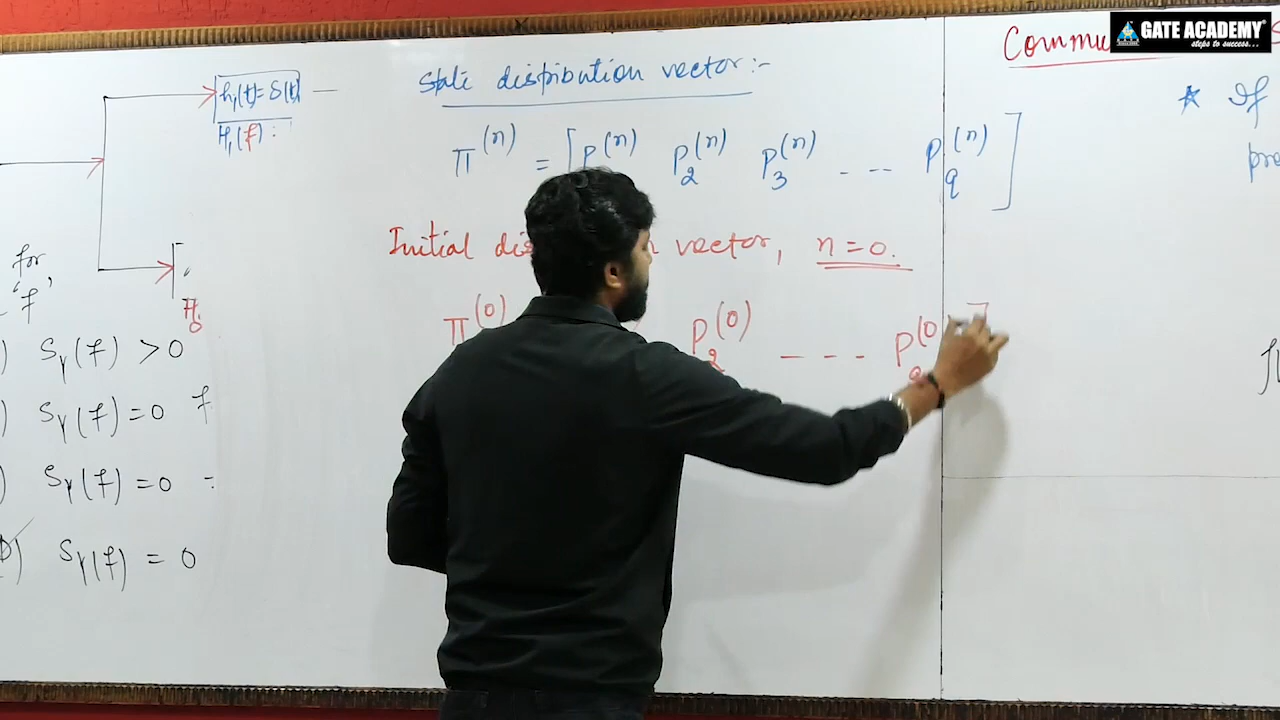 GATE ACADEMY
steps to success...
h₁(t)=δ(t)
H₁(f) :
for
'f'
) Sᵧ(f) > 0
) Sᵧ(f) = 0 f
) Sᵧ(f) = 0 =
D) Sᵧ(f) = 0
State distribution vector:-
π⁽ⁿ⁾ = [ P⁽ⁿ⁾ P₂⁽ⁿ⁾ P₃⁽ⁿ⁾ - -- P_q⁽ⁿ⁾ ]
Initial dis n vector, n=0.
π⁽⁰⁾ P₂⁽⁰⁾ ---- P⁽⁰ ]
Commu
★ If
pre